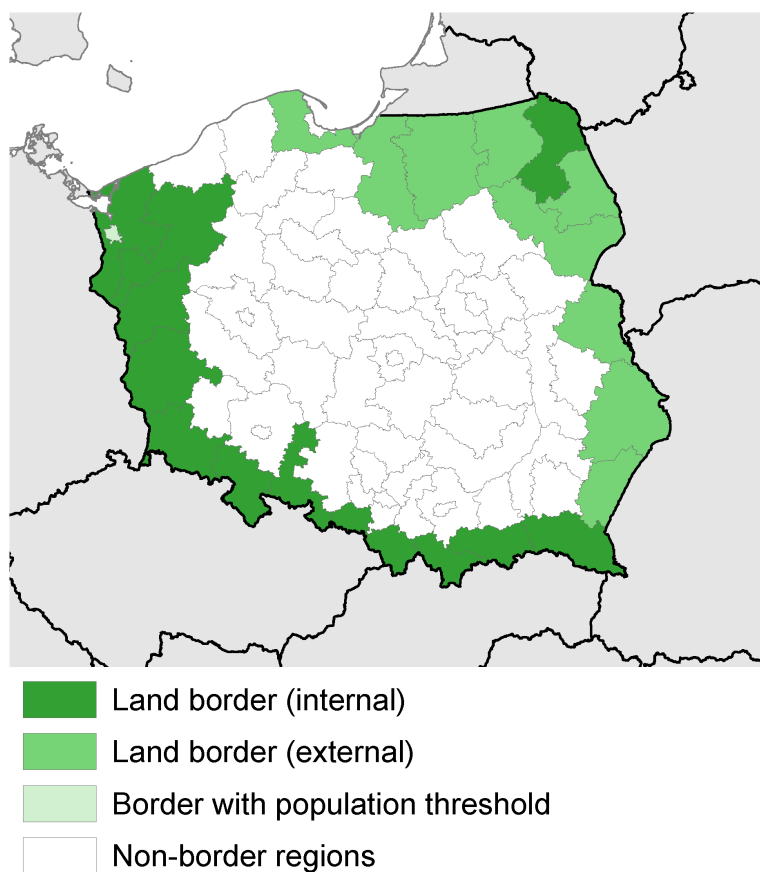 Land border (internal)
Land border (external)
Border with population threshold
Non-border regions